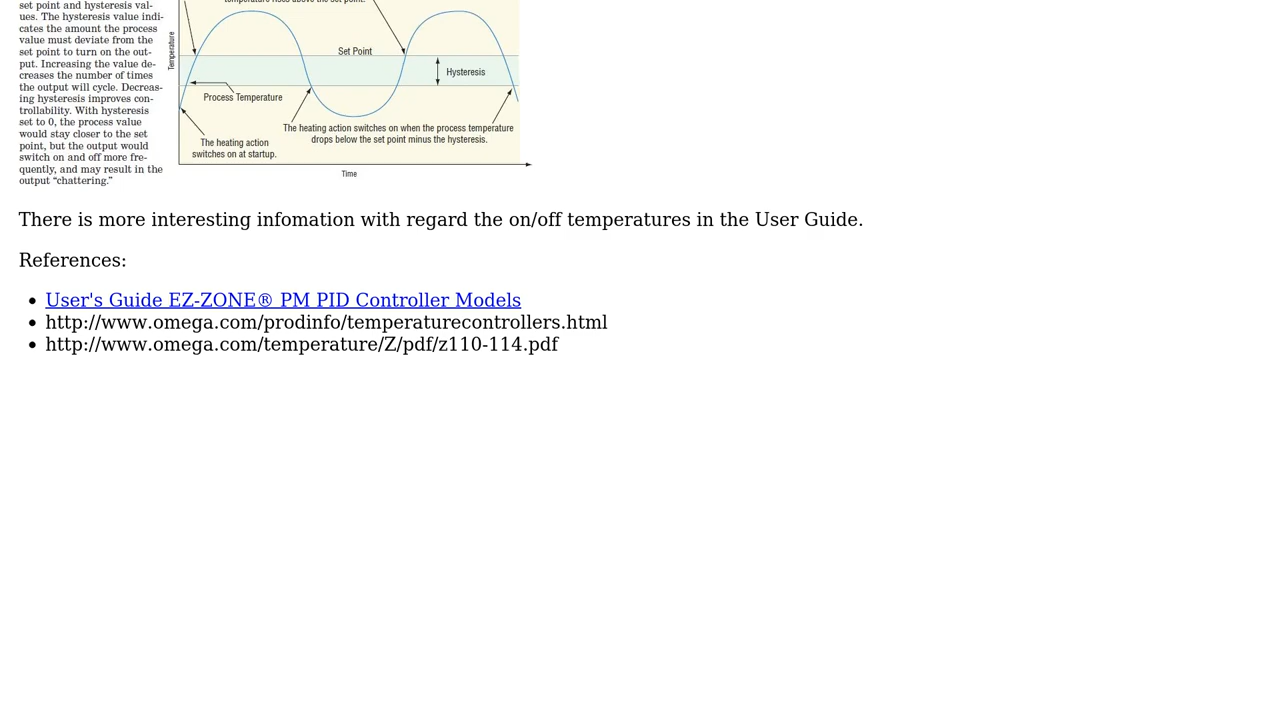 set point and hysteresis val-
ues. The hysteresis value indi-
cates the amount the process
value must deviate from the
set point to turn on the out-
put. Increasing the value de-
creases the number of times
the output will cycle. Decreas-
ing hysteresis improves con-
trollability. With hysteresis
set to 0, the process value
would stay closer to the set
point, but the output would
switch on and off more fre-
quently, and may result in the
output “chattering.”
temperature rises above the set point.
Temperature
Set Point
Hysteresis
Process Temperature
The heating action switches on when the process temperature
drops below the set point minus the hysteresis.
The heating action
switches on at startup.
Time
There is more interesting infomation with regard the on/off temperatures in the User Guide.
References:
User's Guide EZ-ZONE® PM PID Controller Models
http://www.omega.com/prodinfo/temperaturecontrollers.html
http://www.omega.com/temperature/Z/pdf/z110-114.pdf